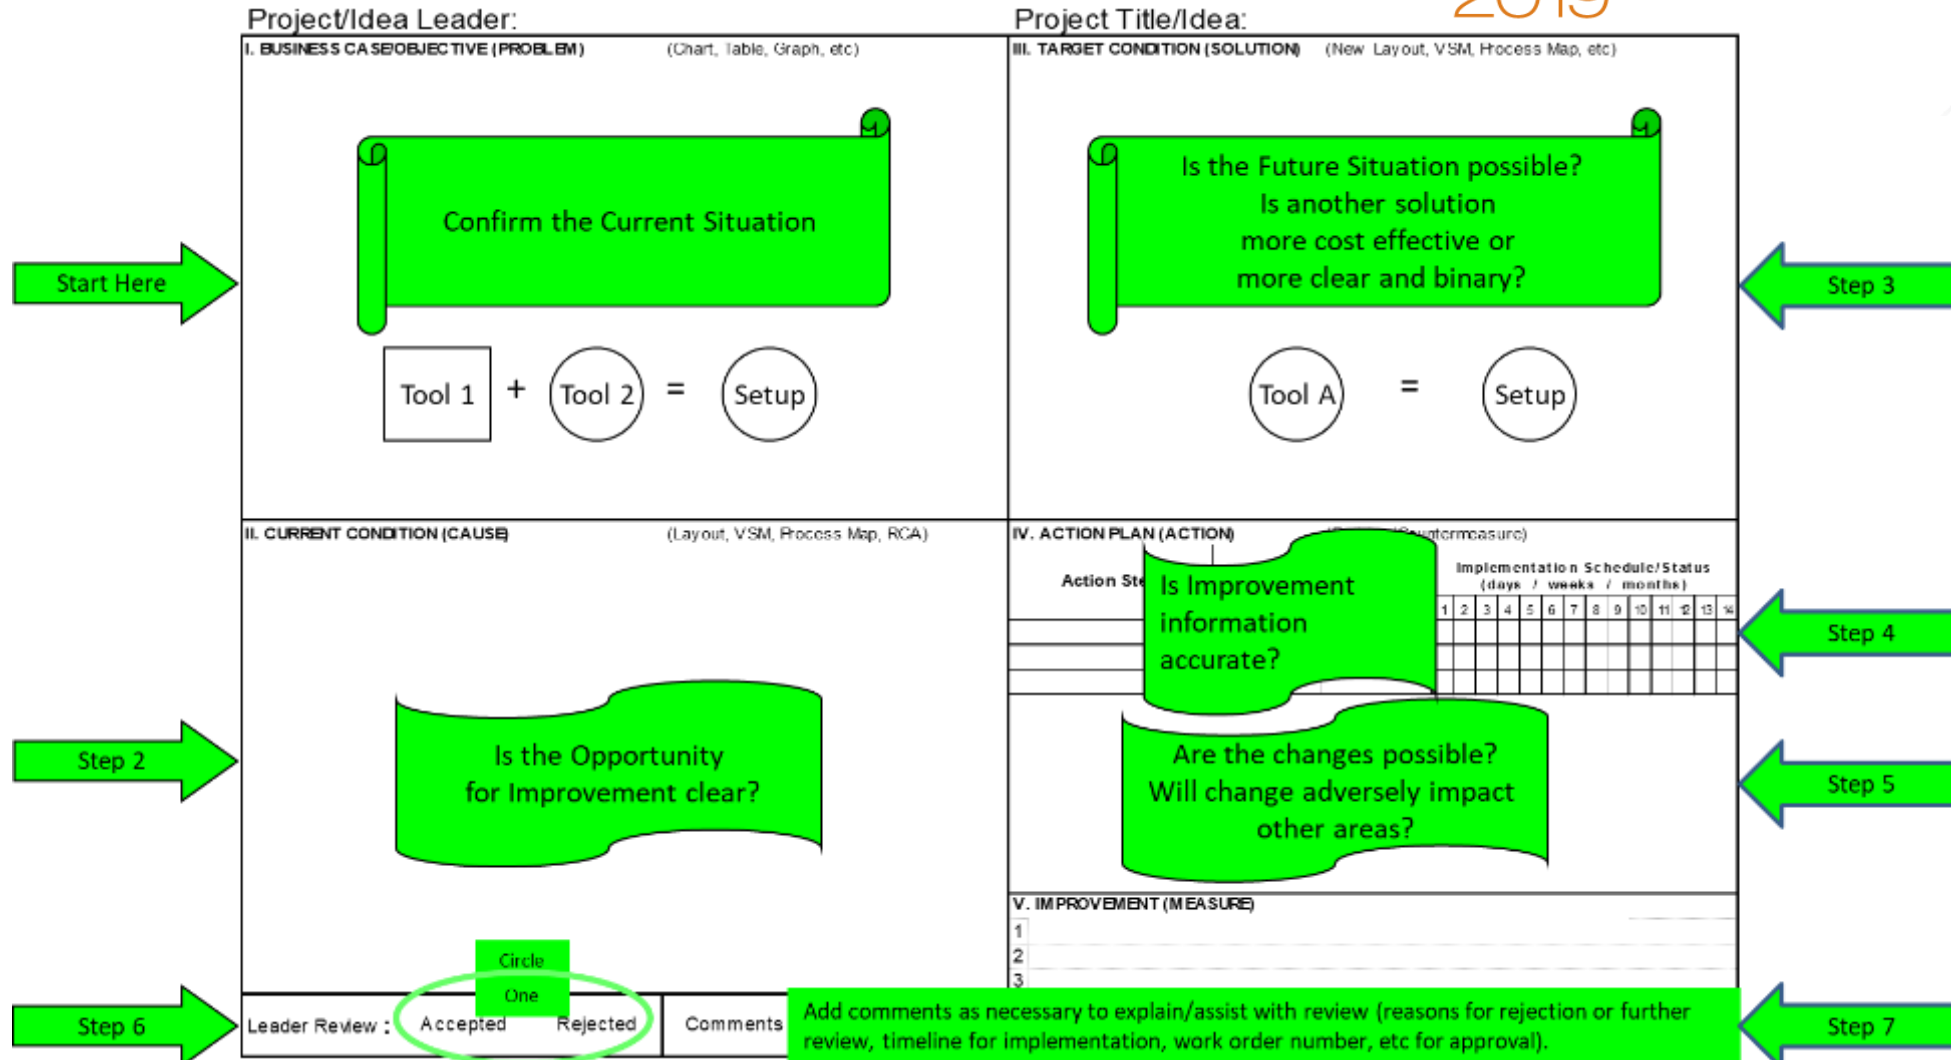 2019
Project/Idea Leader:
Project Title/Idea:
I. BUSINESS CASE/OBJECTIVE (PROBLEM) (Chart, Table, Graph, etc)
Confirm the Current Situation
Start Here
Tool 1 + Tool 2 = Setup
III. TARGET CONDITION (SOLUTION) (New Layout, VSM, Process Map, etc)
Is the Future Situation possible?
Is another solution
more cost effective or
more clear and binary?
Step 3
Tool A = Setup
II. CURRENT CONDITION (CAUSE) (Layout, VSM, Process Map, RCA)
Is the Opportunity
for Improvement clear?
Step 2
IV. ACTION PLAN (ACTION)
Action
Implementation Schedule/Status
(days / weeks / months)
1 2 3 4 5 6 7 8 9 10 11 12 13 14
Is Improvement
information
accurate?
Step 4
Are the changes possible?
Will change adversely impact
other areas?
Step 5
V. IMPROVEMENT (MEASURE)
1
2
3
Circle
One
Step 6
Leader Review : Accepted Rejected
Comments
Add comments as necessary to explain/assist with review (reasons for rejection or further
review, timeline for implementation, work order number, etc for approval).
Step 7